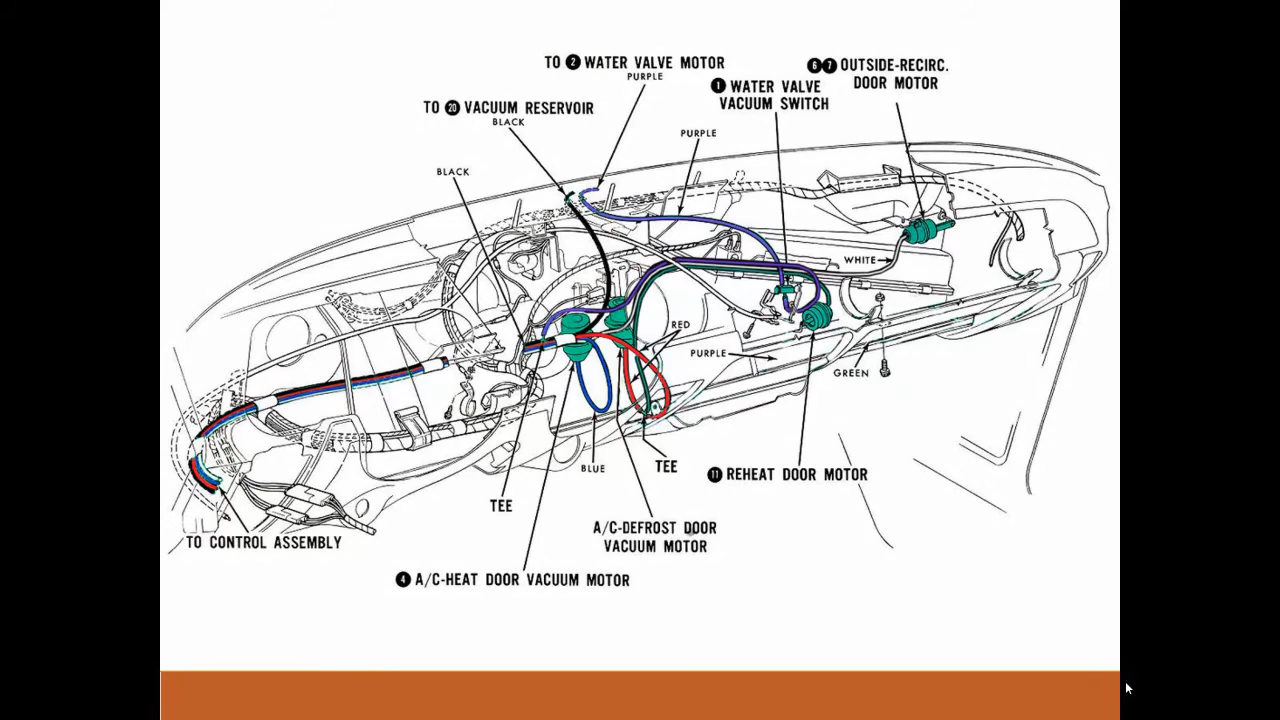 TO 2 WATER VALVE MOTOR
PURPLE
6 7 OUTSIDE-RECIRC.
DOOR MOTOR
1 WATER VALVE
VACUUM SWITCH
TO 20 VACUUM RESERVOIR
BLACK
PURPLE
BLACK
WHITE
RED
PURPLE
GREEN
BLUE
TEE
11 REHEAT DOOR MOTOR
TEE
A/C-DEFROST DOOR
VACUUM MOTOR
TO CONTROL ASSEMBLY
4 A/C-HEAT DOOR VACUUM MOTOR